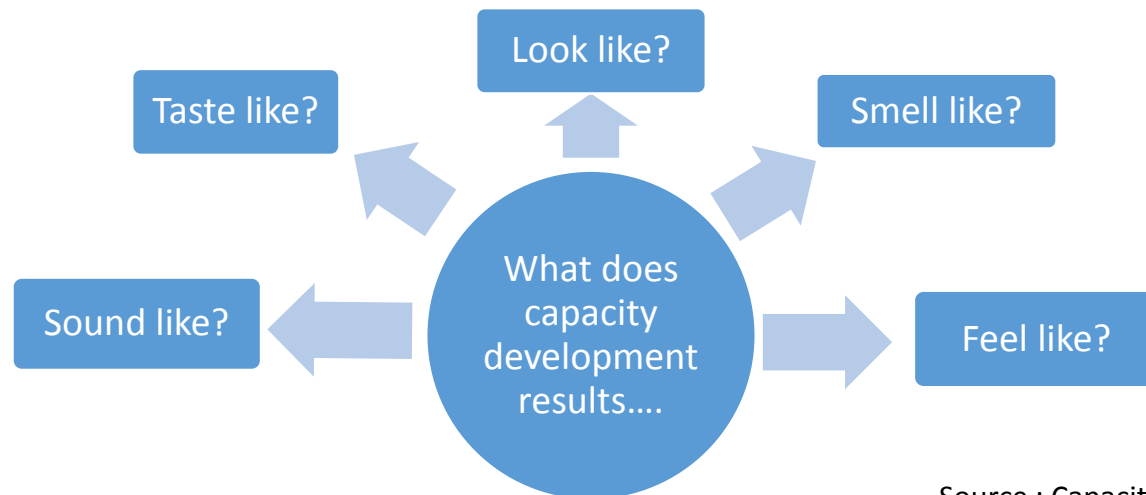 Look like?
Taste like?
Smell like?
What does
capacity
development
results....
Sound like?
Feel like?
Source : Capacit